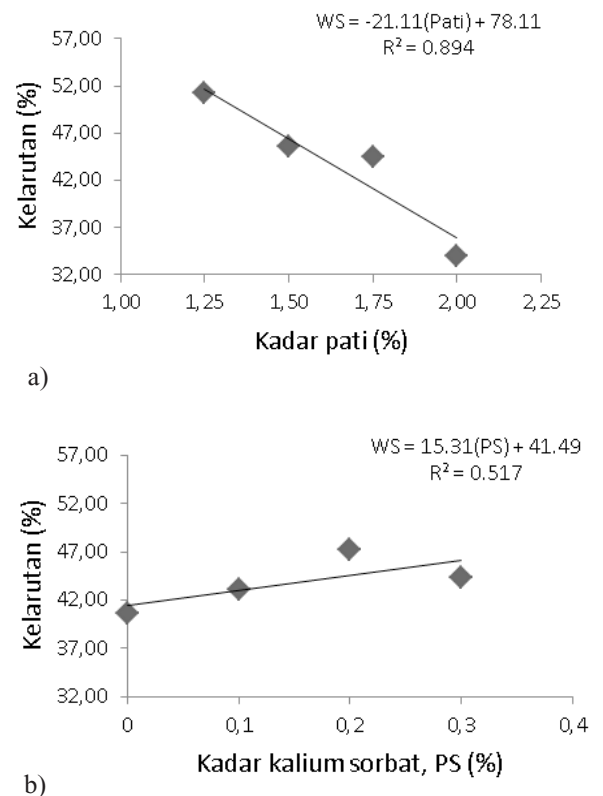 WS = -21.11(Pati) + 78.11
R² = 0.894
57,00
52,00
47,00
42,00
37,00
32,00
Kelarutan (%)
1,00 1,25 1,50 1,75 2,00 2,25
Kadar pati (%)
a)
WS = 15.31(PS) + 41.49
R² = 0.517
57,00
52,00
47,00
42,00
37,00
32,00
Kelarutan (%)
0 0,1 0,2 0,3 0,4
Kadar kalium sorbat, PS (%)
b)